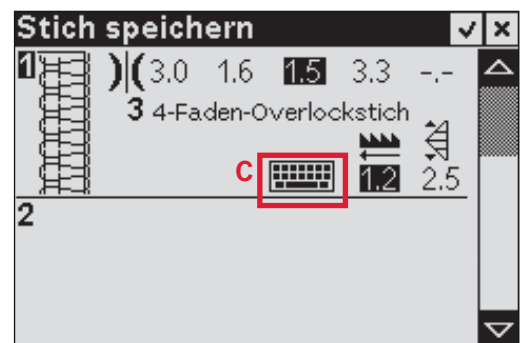 Stich speichern
1 3.0 1.6 1.5 3.3 -.-
3 4-Faden-Overlockstich
C 1.2 2.5
2